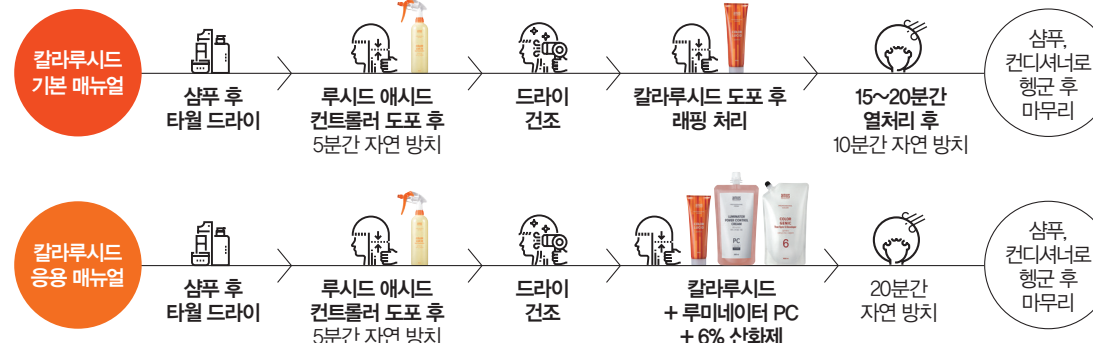 칼라루시드
기본 매뉴얼
샴푸 후
타월 드라이
루시드 애시드
컨트롤러 도포 후
5분간 자연 방치
드라이
건조
칼라루시드 도포 후
래핑 처리
15~20분간
열처리 후
10분간 자연 방치
샴푸,
컨디셔너로
헹군 후
마무리
칼라루시드
응용 매뉴얼
샴푸 후
타월 드라이
루시드 애시드
컨트롤러 도포 후
5분간 자연 방치
드라이
건조
PC
COLOR
GENIC
6
칼라루시드
+ 루미네이터 PC
+ 6% 산화제
20분간
자연 방치
샴푸,
컨디셔너로
헹군 후
마무리